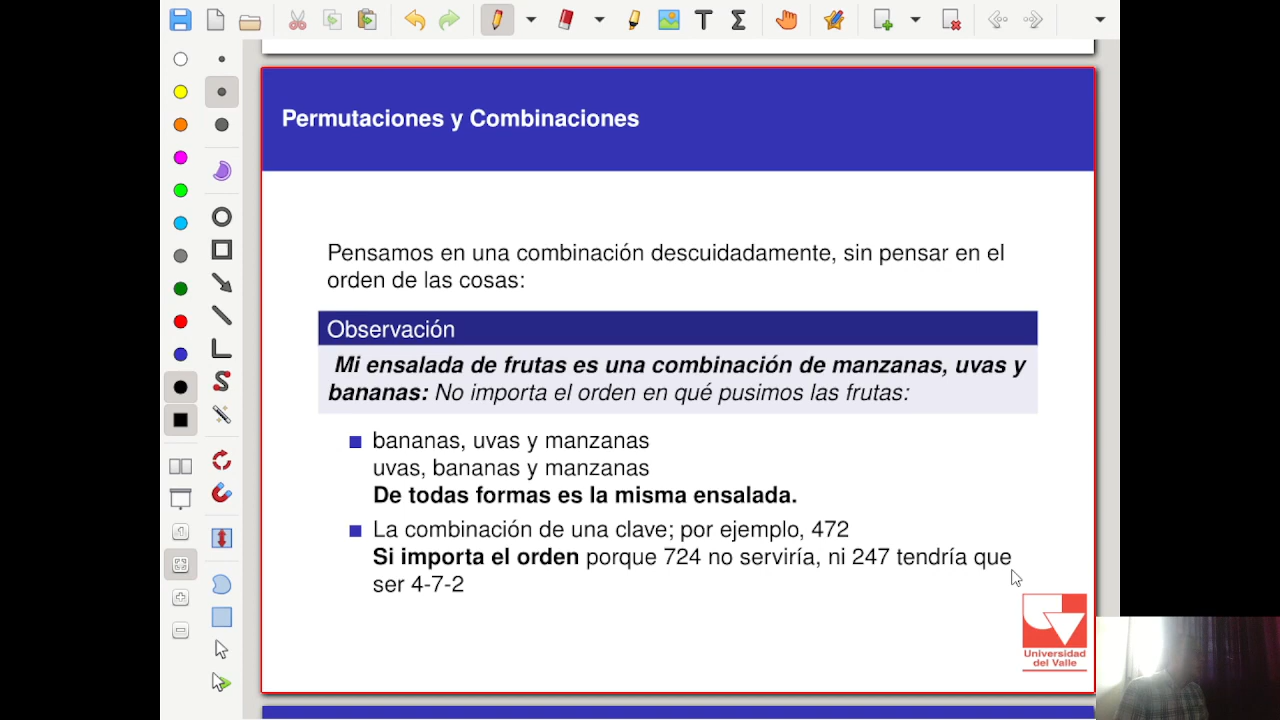 Permutaciones y Combinaciones
Pensamos en una combinación descuidadamente, sin pensar en el
orden de las cosas:
Observación
Mi ensalada de frutas es una combinación de manzanas, uvas y
bananas: No importa el orden en qué pusimos las frutas:
bananas, uvas y manzanas
uvas, bananas y manzanas
De todas formas es la misma ensalada.
La combinación de una clave; por ejemplo, 472
Si importa el orden porque 724 no serviría, ni 247 tendría que
ser 4-7-2
Universidad
del Valle